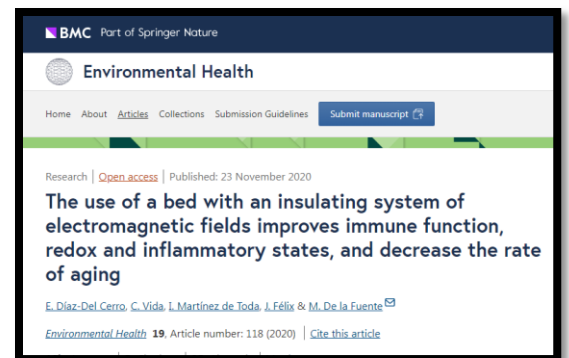 BMC Part of Springer Nature
Environmental Health
Home About Articles Collections Submission Guidelines Submit manuscript
Research | Open access | Published: 23 November 2020
The use of a bed with an insulating system of
electromagnetic fields improves immune function,
redox and inflammatory states, and decrease the rate
of aging
E. Díaz-Del Cerro, C. Vida, I. Martínez de Toda, J. Félix & M. De la Fuente
Environmental Health 19, Article number: 118 (2020) | Cite this article